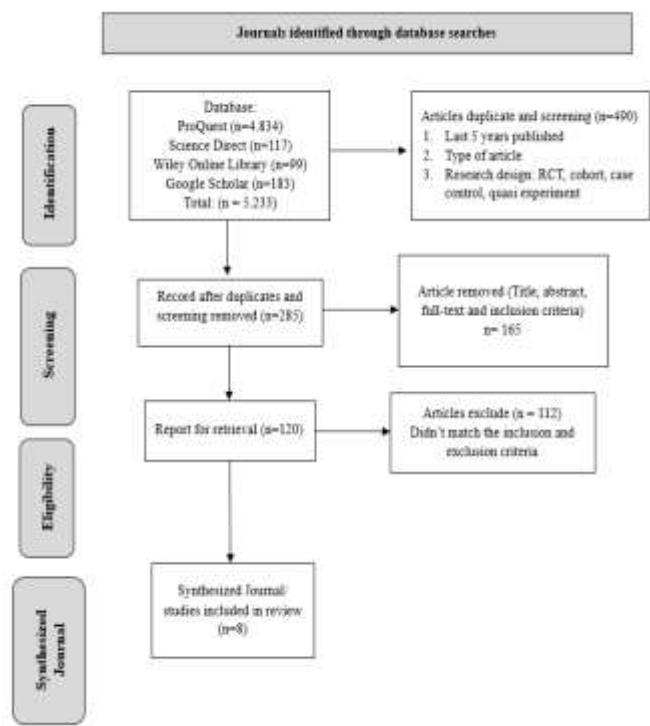 Journals identified through database searches
Identification
Database:
ProQuest (n=4.834)
Science Direct (n=117)
Wiley Online Library (n=99)
Google Scholar (n=183)
Total: (n = 5.233)
Articles duplicate and screening (n=490)
1. Last 5 years published
2. Type of article
3. Research design: RCT, cohort, case
control, quasi experiment
Screening
Record after duplicates and
screening removed (n=285)
Article removed (Title, abstract,
full-text and inclusion criteria)
n= 165
Report for retrieval (n=120)
Articles exclude (n = 112)
Didn't match the inclusion and
exclusion criteria
Eligibility
Synthesized Journal/
studies included in review
(n=8)
Synthesized
Journal